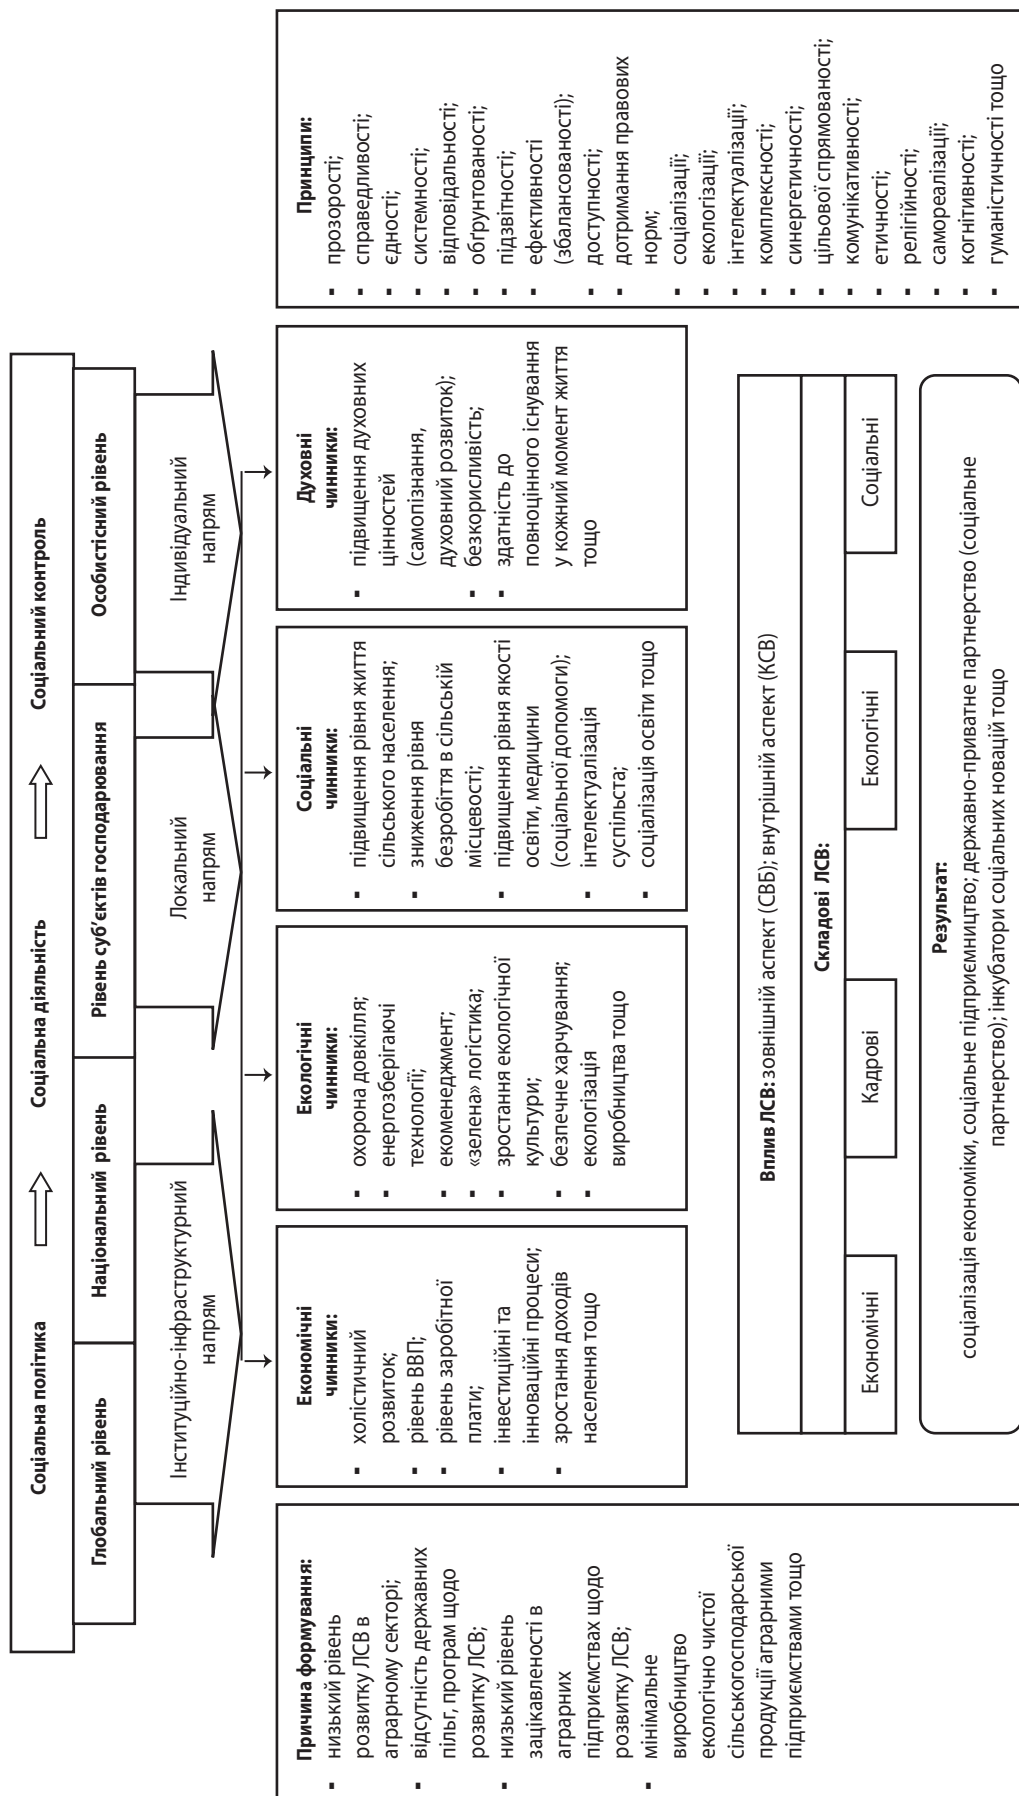 Соціальна політика
Соціальна діяльність
Соціальний контроль
Глобальний рівень
Національний рівень
Рівень суб’єктів господарювання
Особистісний рівень
Інституційно-інфраструктурний
напрям
Локальний
напрям
Індивідуальний
напрям
Причина формування:
▪ низький рівень
розвитку ЛСВ в
аграрному секторі;
▪ відсутність державних
пільг, програм щодо
розвитку ЛСВ;
▪ низький рівень
зацікавленості в
аграрних
підприємствах щодо
розвитку ЛСВ;
▪ мінімальне
виробництво
екологічно чистої
сільськогосподарської
продукції аграрними
підприємствами тощо
Економічні
чинники:
▪ холістичний
розвиток;
▪ рівень ВВП;
▪ рівень заробітної
плати;
▪ інвестиційні та
інноваційні процеси;
▪ зростання доходів
населення тощо
Екологічні
чинники:
▪ охорона довкілля;
▪ енергозберігаючі
технології;
▪ екоменеджмент;
▪ «зелена» логістика;
▪ зростання екологічної
культури;
▪ безпечне харчування;
▪ екологізація
виробництва тощо
Соціальні
чинники:
▪ підвищення рівня життя
сільського населення;
▪ зниження рівня
безробіття в сільській
місцевості;
▪ підвищення рівня якості
освіти, медицини
(соціальної допомоги);
▪ інтелектуалізація
суспільста;
▪ соціалізація освіти тощо
Духовні
чинники:
▪ підвищення духовних
цінностей
(самопізнання,
духовний розвиток);
▪ безкорисливість;
▪ здатність до
повноцінного існування
у кожний момент життя
тощо
Принципи:
▪ прозорості;
▪ справедливості;
▪ єдності;
▪ системності;
▪ відповідальності;
▪ обґрунтованості;
▪ підзвітності;
▪ ефективності
(збалансованості);
▪ доступності;
▪ дотримання правових
норм;
▪ соціалізації;
▪ екологізації;
▪ інтелектуалізації;
▪ комплексності;
▪ синергетичності;
▪ цільової спрямованості;
▪ комунікативності;
▪ етичності;
▪ релігійності;
▪ самореалізації;
▪ когнітивності;
▪ гуманістичності тощо
Вплив ЛСВ: зовнішній аспект (СВБ); внутрішній аспект (КСВ)
Складові ЛСВ:
Економічні
Кадрові
Екологічні
Соціальні
Результат:
соціалізація економіки, соціальне підприємництво; державно-приватне партнерство (соціальне
партнерство); інкубатори соціальних новацій тощо